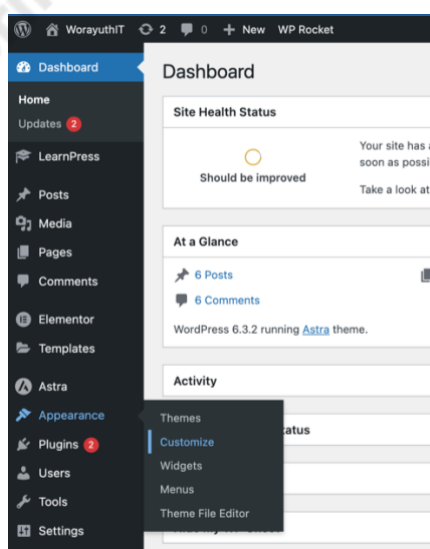 WorayuthIT 2 0 + New WP Rocket
Dashboard
Home
Updates 2
LearnPress
Posts
Media
Pages
Comments
Elementor
Templates
Astra
Appearance
Plugins 2
Users
Tools
Settings
Themes
Customize
Widgets
Menus
Theme File Editor
Dashboard
Site Health Status
Should be improved
Your site has
soon as
Take a look at
At a Glance
6 Posts
6 Comments
WordPress 6.3.2 running Astra theme.
Activity